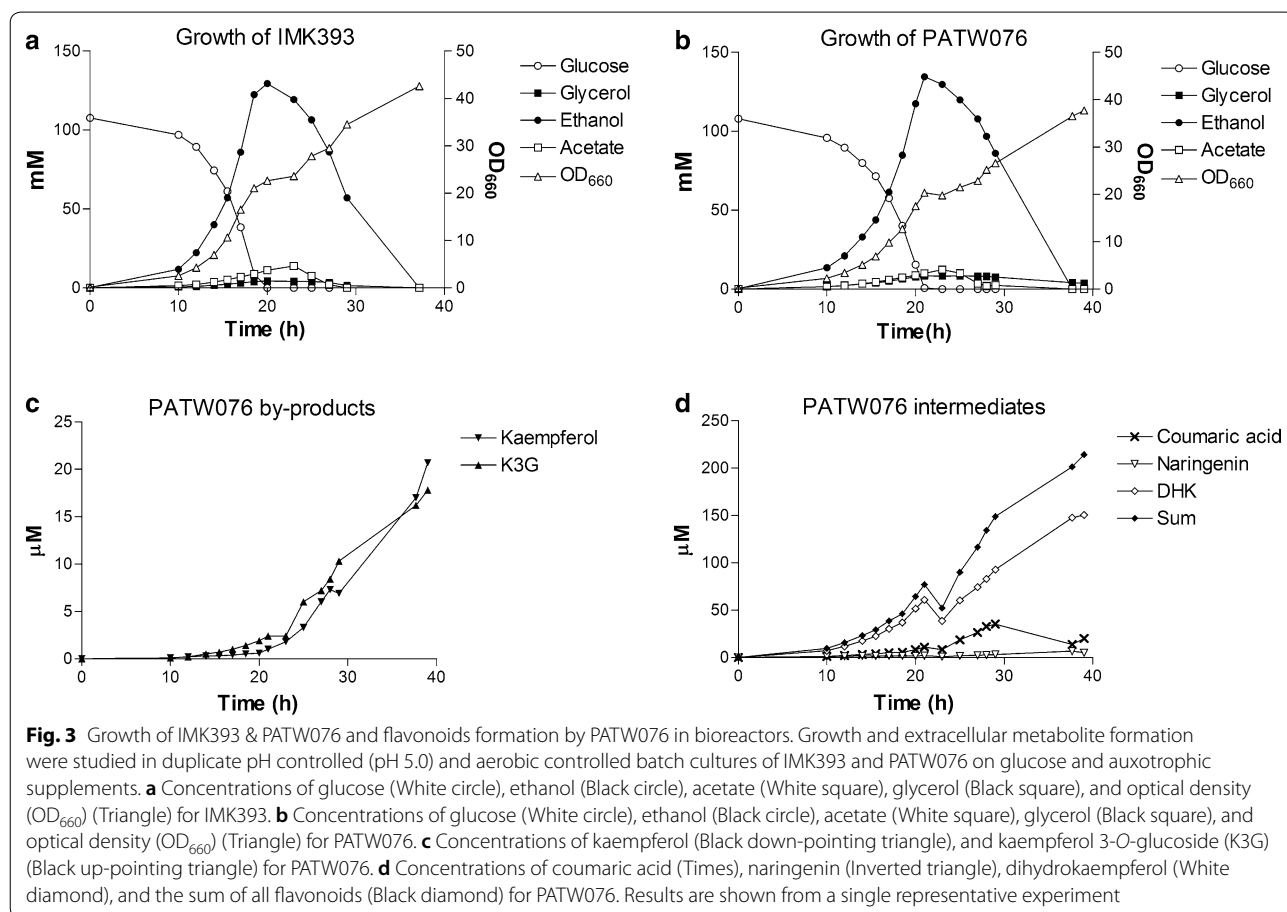 a
Growth of IMK393
150
100
50
0
mM
50
40
30
20
10
0
OD660
0 10 20 30 40
Time (h)
Glucose
Glycerol
Ethanol
Acetate
OD660
b
Growth of PATW076
150
100
50
0
mM
50
40
30
20
10
0
OD660
0 10 20 30 40
Time(h)
Glucose
Glycerol
Ethanol
Acetate
OD660
c
PATW076 by-products
25
20
15
10
5
0
μM
0 10 20 30 40
Time (h)
Kaempferol
K3G
d
PATW076 intermediates
250
200
150
100
50
0
μM
0 10 20 30 40
Time (h)
Coumaric acid
Naringenin
DHK
Sum
Fig. 3 Growth of IMK393 & PATW076 and flavonoids formation by PATW076 in bioreactors. Growth and extracellular metabolite formation
were studied in duplicate pH controlled (pH 5.0) and aerobic controlled batch cultures of IMK393 and PATW076 on glucose and auxotrophic
supplements. a Concentrations of glucose (White circle), ethanol (Black circle), acetate (White square), glycerol (Black square), and optical density
(OD660) (Triangle) for IMK393. b Concentrations of glucose (White circle), ethanol (Black circle), acetate (White square), glycerol (Black square), and
optical density (OD660) (Triangle) for PATW076. c Concentrations of kaempferol (Black down-pointing triangle), and kaempferol 3-O-glucoside (K3G)
(Black up-pointing triangle) for PATW076. d Concentrations of coumaric acid (Times), naringenin (Inverted triangle), dihydrokaempferol (White
diamond), and the sum of all flavonoids (Black diamond) for PATW076. Results are shown from a single representative experiment